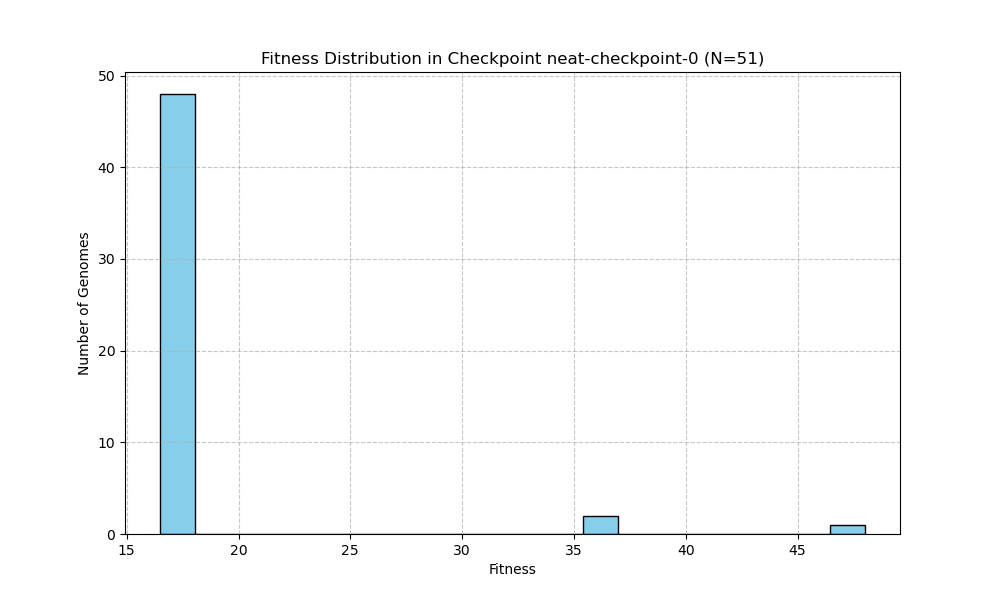 Fitness Distribution in Checkpoint neat-checkpoint-0 (N=51)
50
40
30
20
10
0
Number of Genomes
15 20 25 30 35 40 45
Fitness